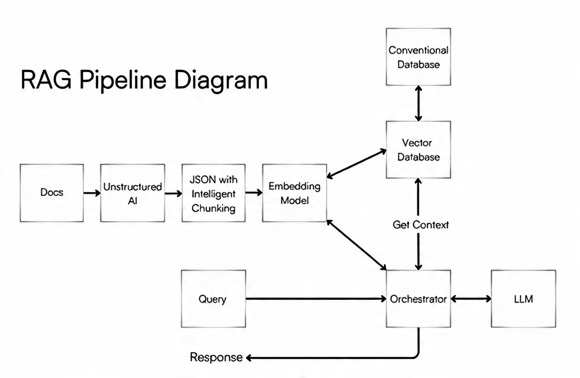 RAG Pipeline Diagram
Conventional
Database
Vector
Database
Docs
Unstructured
AI
JSON with
Intelligent
Chunking
Embedding
Model
Get Context
Query
Orchestrator
LLM
Response